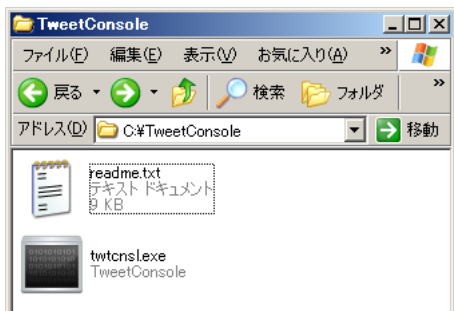 TweetConsole
ファイル(F) 編集(E) 表示(V) お気に入り(A) »
戻る 検索 フォルダ »
アドレス(D) C:¥TweetConsole 移動
readme.txt
テキスト ドキュメント
9 KB
twtcnsl.exe
TweetConsole